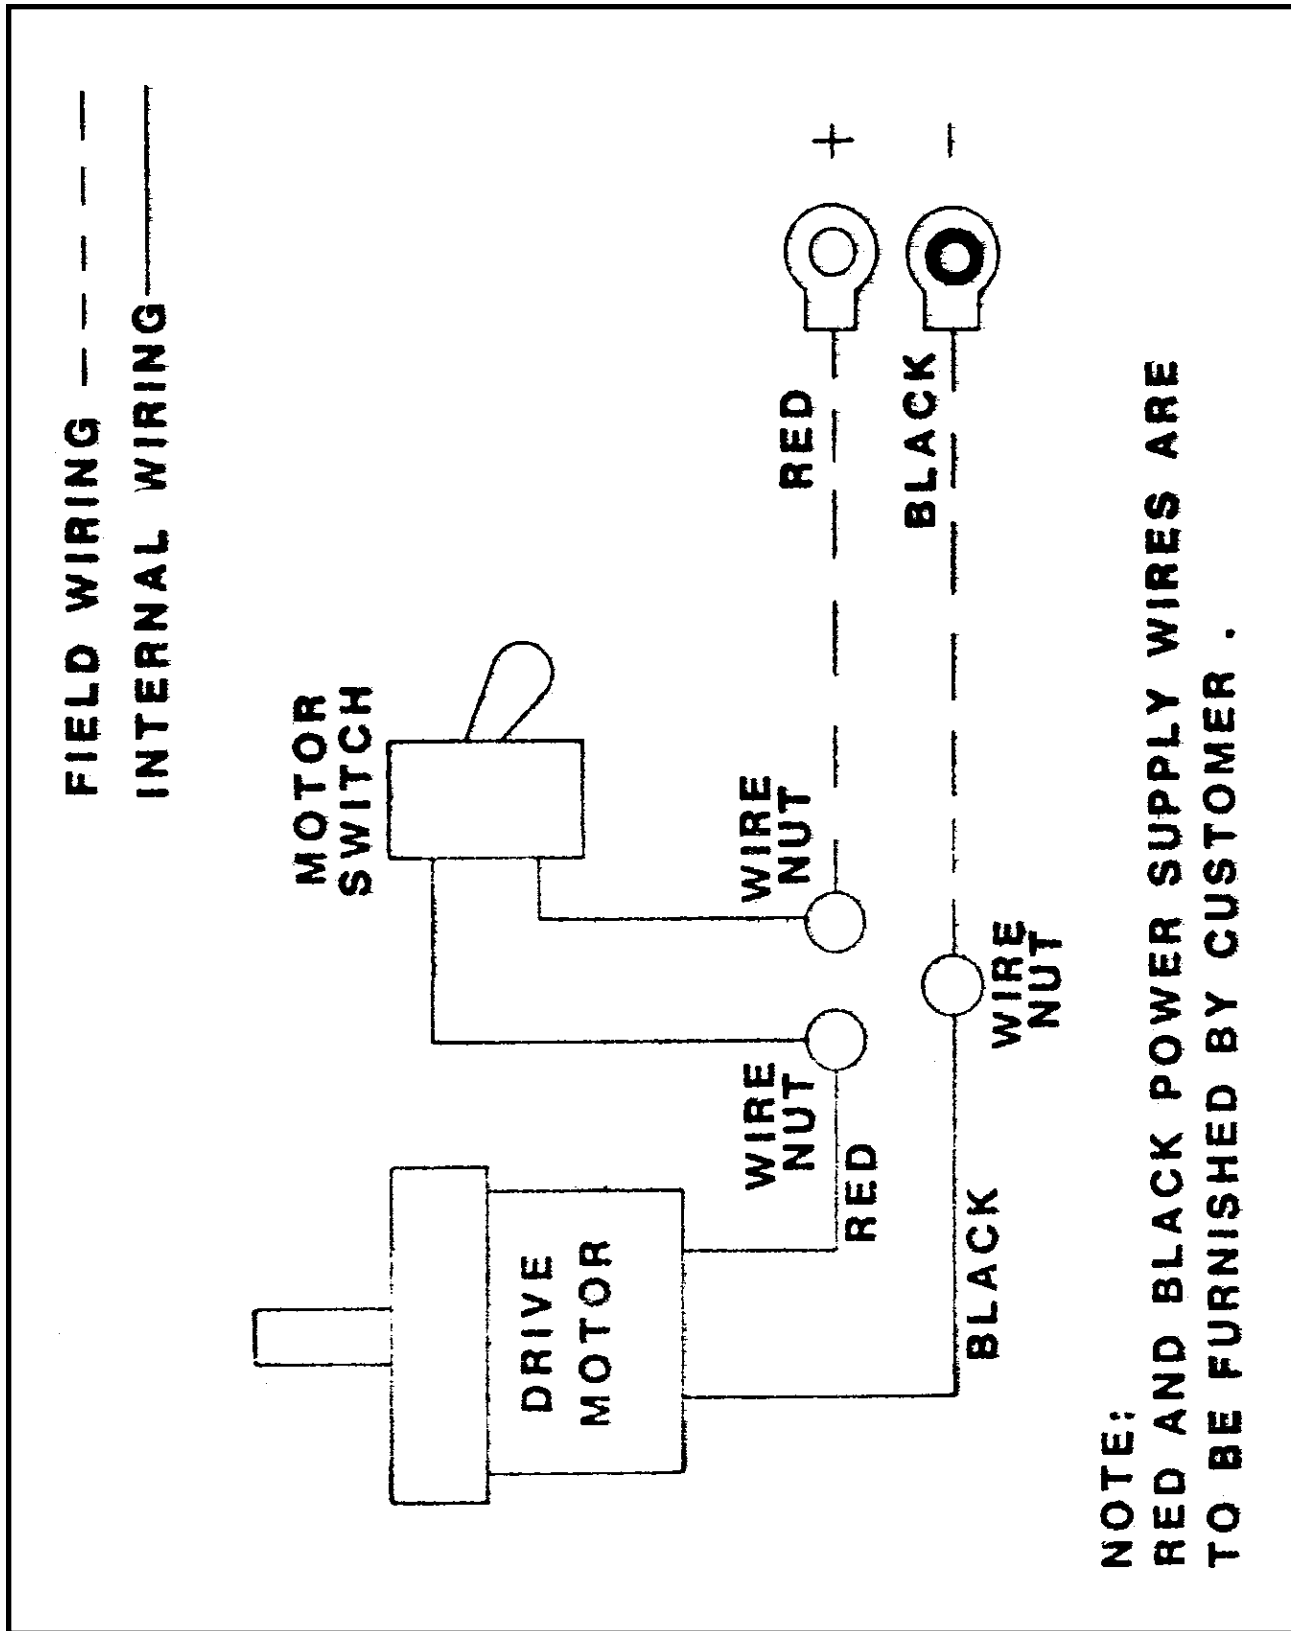 FIELD WIRING
INTERNAL WIRING
MOTOR
SWITCH
WIRE
NUT
RED
+
BLACK
-
WIRE
NUT
RED
WIRE
NUT
BLACK
DRIVE
MOTOR
NOTE:
RED AND BLACK POWER SUPPLY WIRES ARE
TO BE FURNISHED BY CUSTOMER .